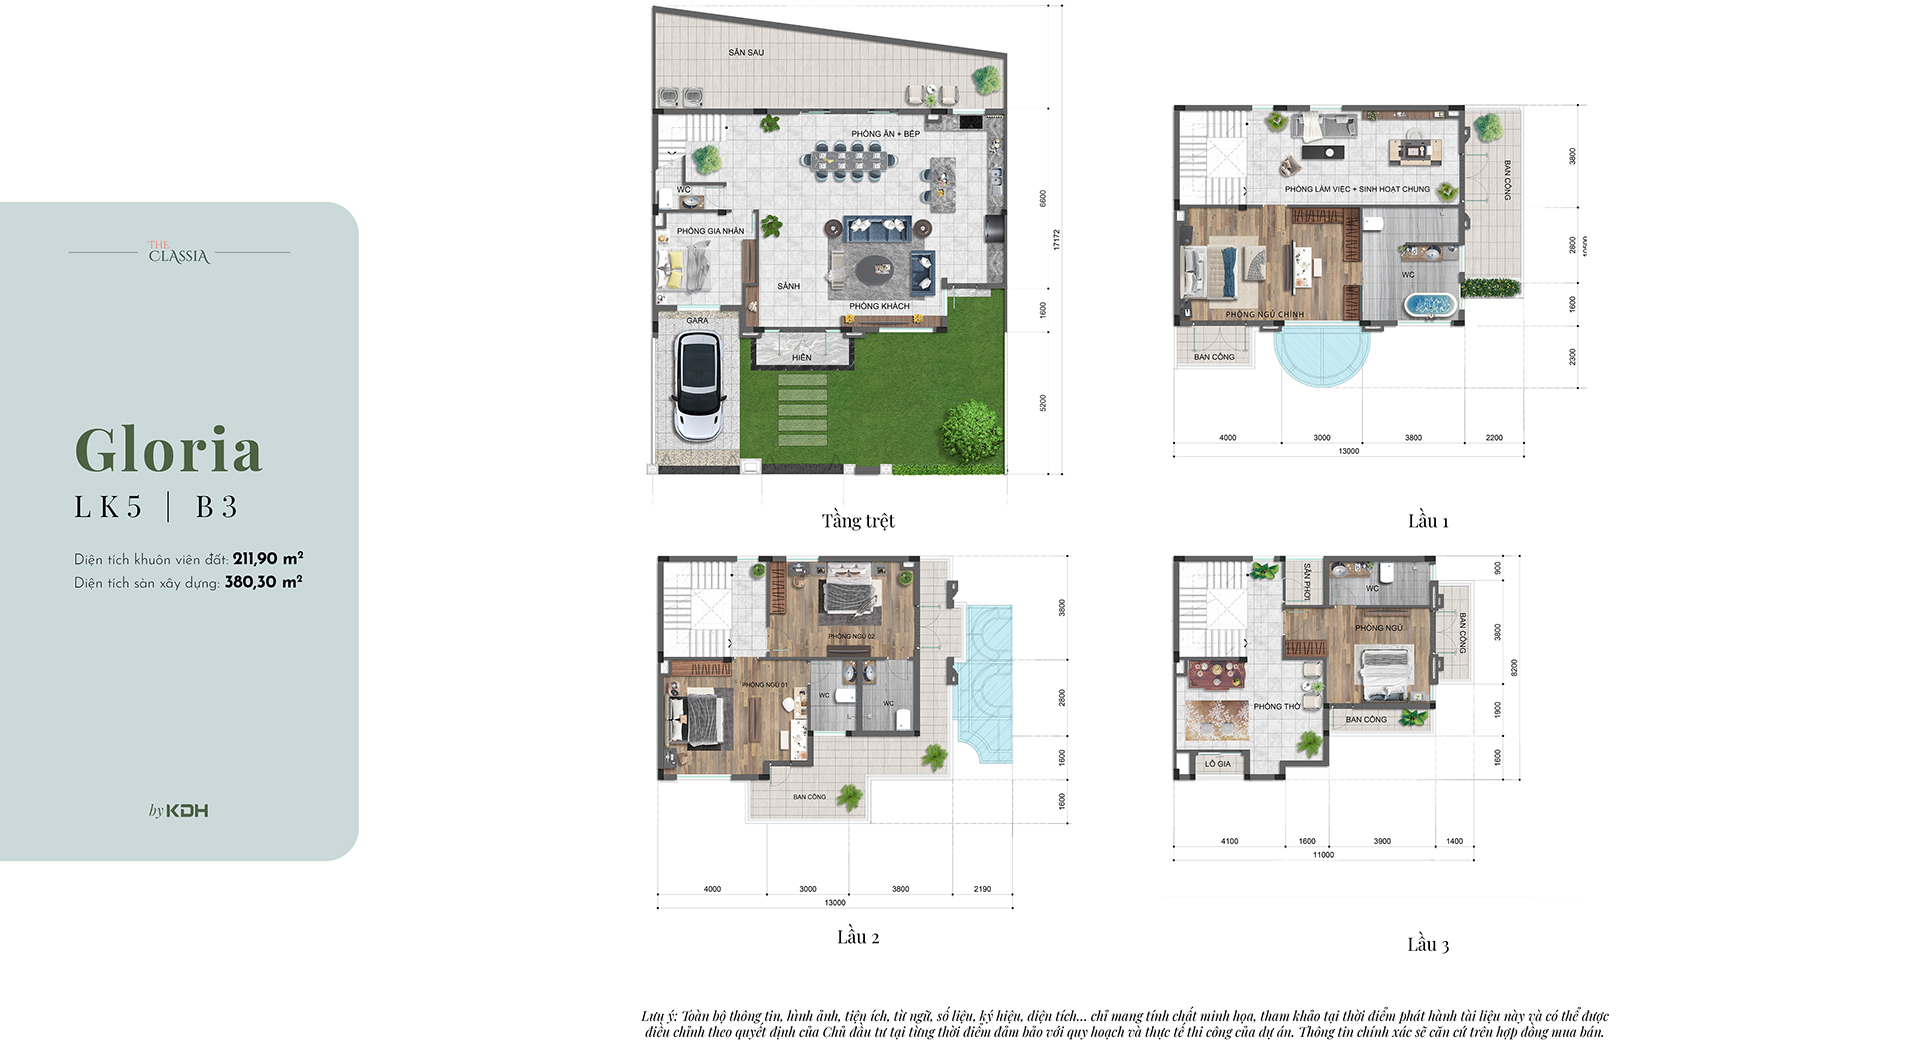 THE
CLASSIA
Gloria
LK5 | B3
Diện tích khuôn viên đất: 211,90 m²
Diện tích sàn xây dựng: 380,30 m²
by KDH
SÂN SAU
PHÒNG ĂN + BẾP
WC
PHÒNG GIA NHÂN
SẢNH
PHÒNG KHÁCH
GARA
HIÊN
6600
17172
1600
5200
Tầng trệt
PHÒNG LÀM VIỆC + SINH HOẠT CHUNG
BAN CÔNG
WC
PHÒNG NGỦ CHÍNH
BAN CÔNG
3800
2800
1600
2300
4000
3000
3800
2200
13000
Lầu 1
PHÒNG NGỦ 02
PHÒNG NGỦ 01
WC
WC
BAN CÔNG
3800
2800
1600
1600
4000
3000
3800
2190
13000
Lầu 2
SÂN PHƠI
WC
PHÒNG NGỦ
BAN CÔNG
PHÒNG THỜ
BAN CÔNG
LÔ GIA
900
3800
8200
1900
1600
4100
1600
3900
1400
11000
Lầu 3
Lưu ý: Toàn bộ thông tin, hình ảnh, tiện ích, từ ngữ, số liệu, ký hiệu, diện tích... chỉ mang tính chất minh họa, tham khảo tại thời điểm phát hành tài liệu này và có thể được
điều chỉnh theo quyết định của Chủ đầu tư tại từng thời điểm đảm bảo với quy hoạch và thực tế thi công của dự án. Thông tin chính xác sẽ căn cứ trên hợp đồng mua bán.